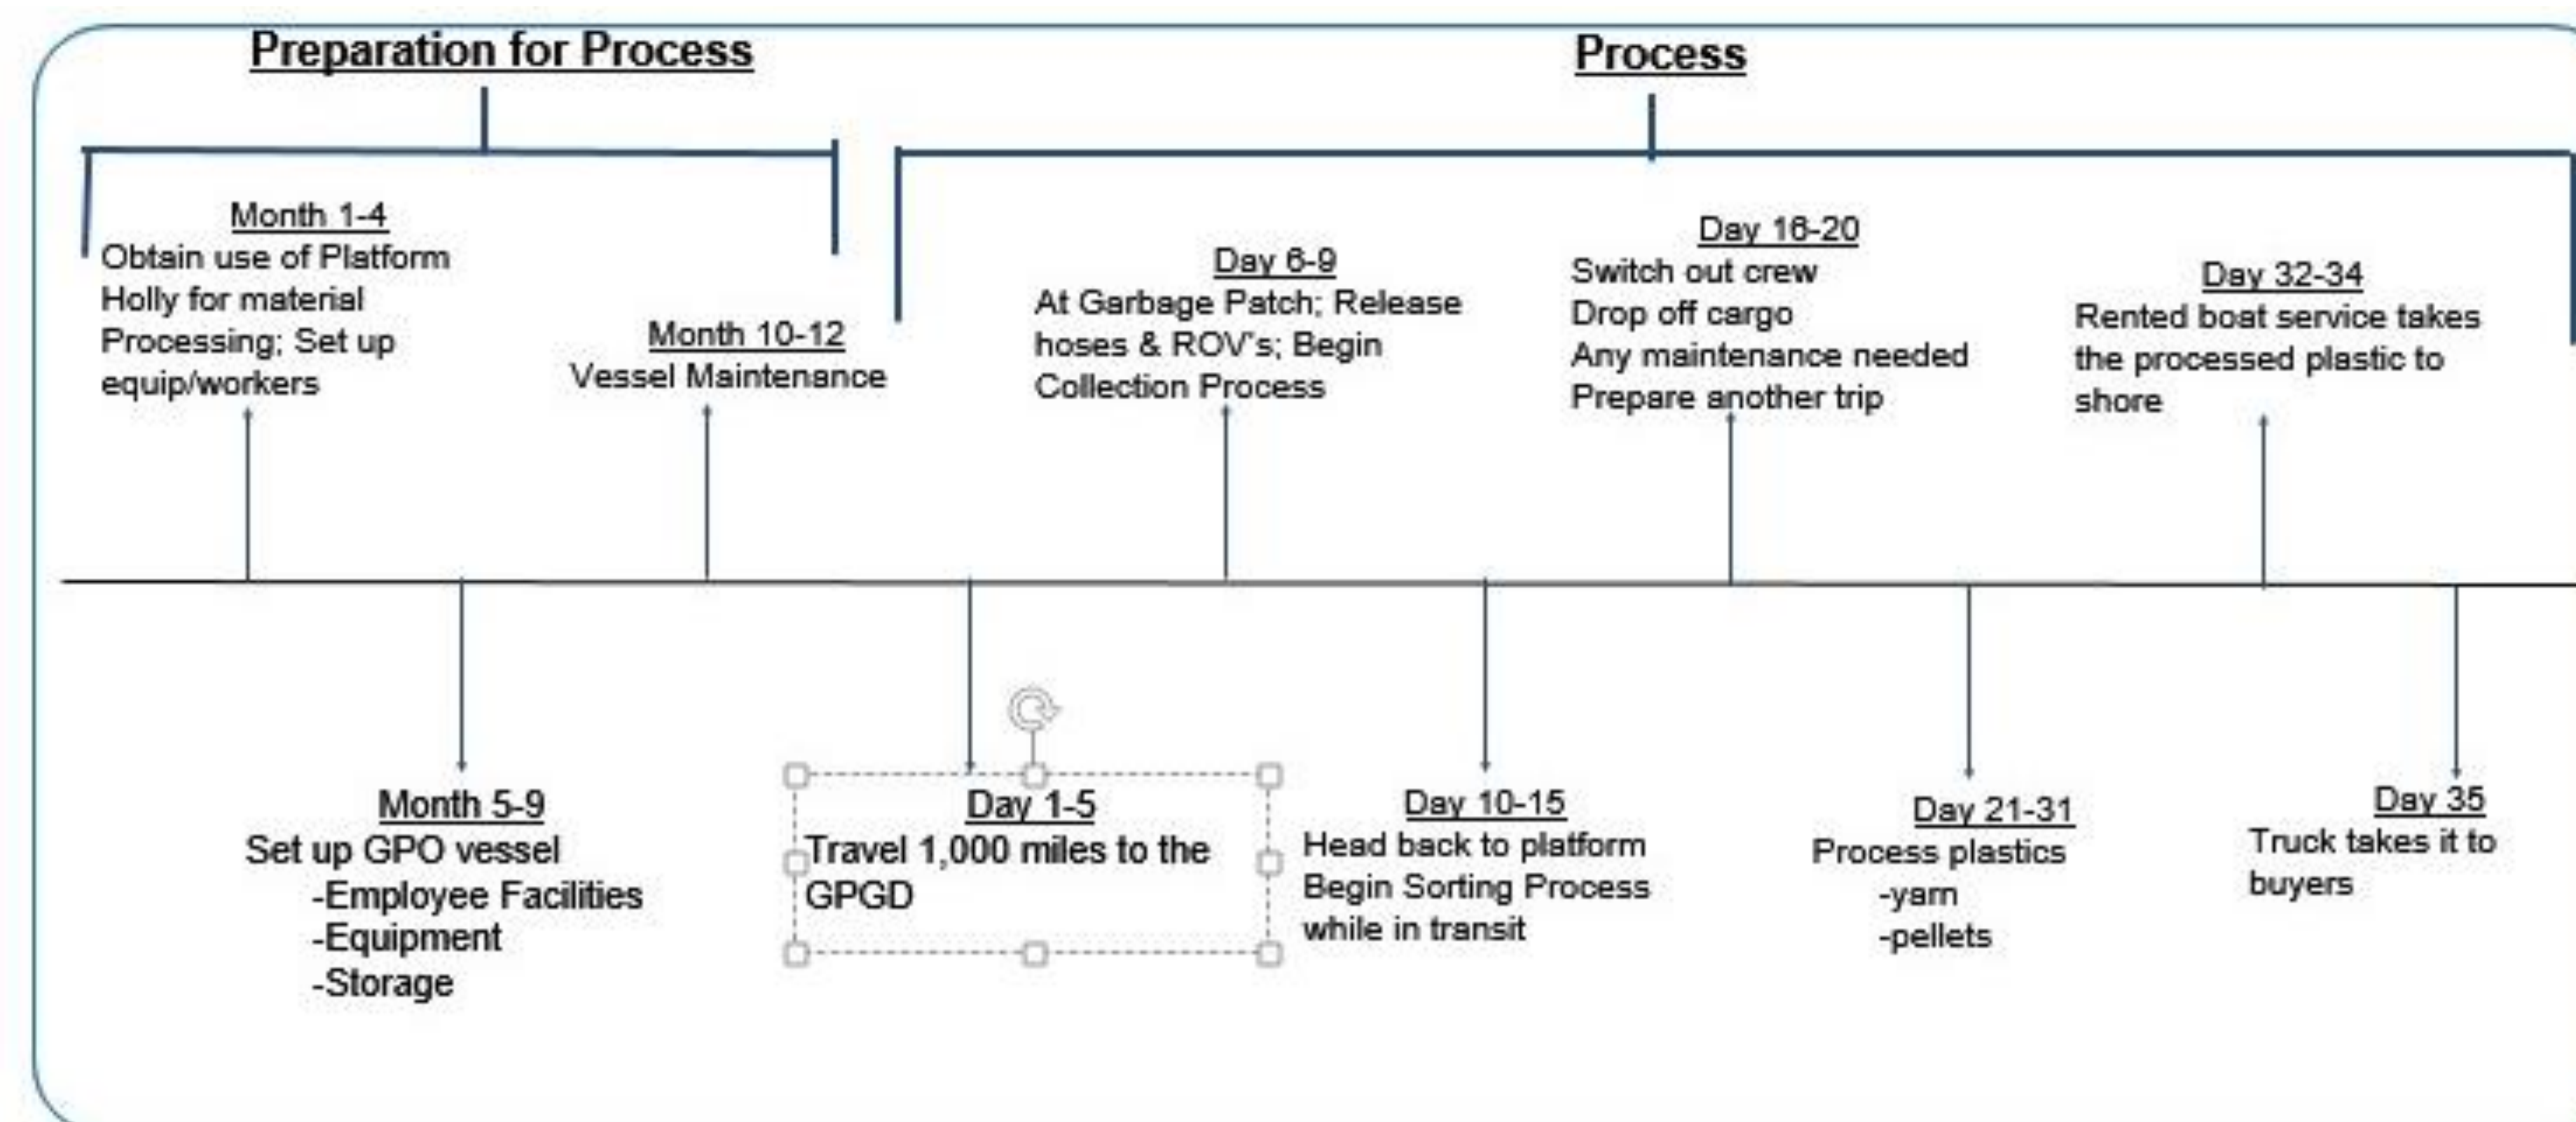 Preparation for Process
Process
Month 1-4
Obtain use of Platform
Holly for material
Processing; Set up
equip/workers
Month 10-12
Vessel Maintenance
Day 6-9
At Garbage Patch; Release
hoses & ROV's; Begin
Collection Process
Day 16-20
Switch out crew
Drop off cargo
Any maintenance needed
Prepare another trip
Day 32-34
Rented boat service takes
the processed plastic to
shore
Month 5-9
Set up GPO vessel
-Employee Facilities
-Equipment
-Storage
Day 1-5
Travel 1,000 miles to the
GPGD
Day 10-15
Head back to platform
Begin Sorting Process
while in transit
Day 21-31
Process plastics
-yarn
-pellets
Day 35
Truck takes it to
buyers